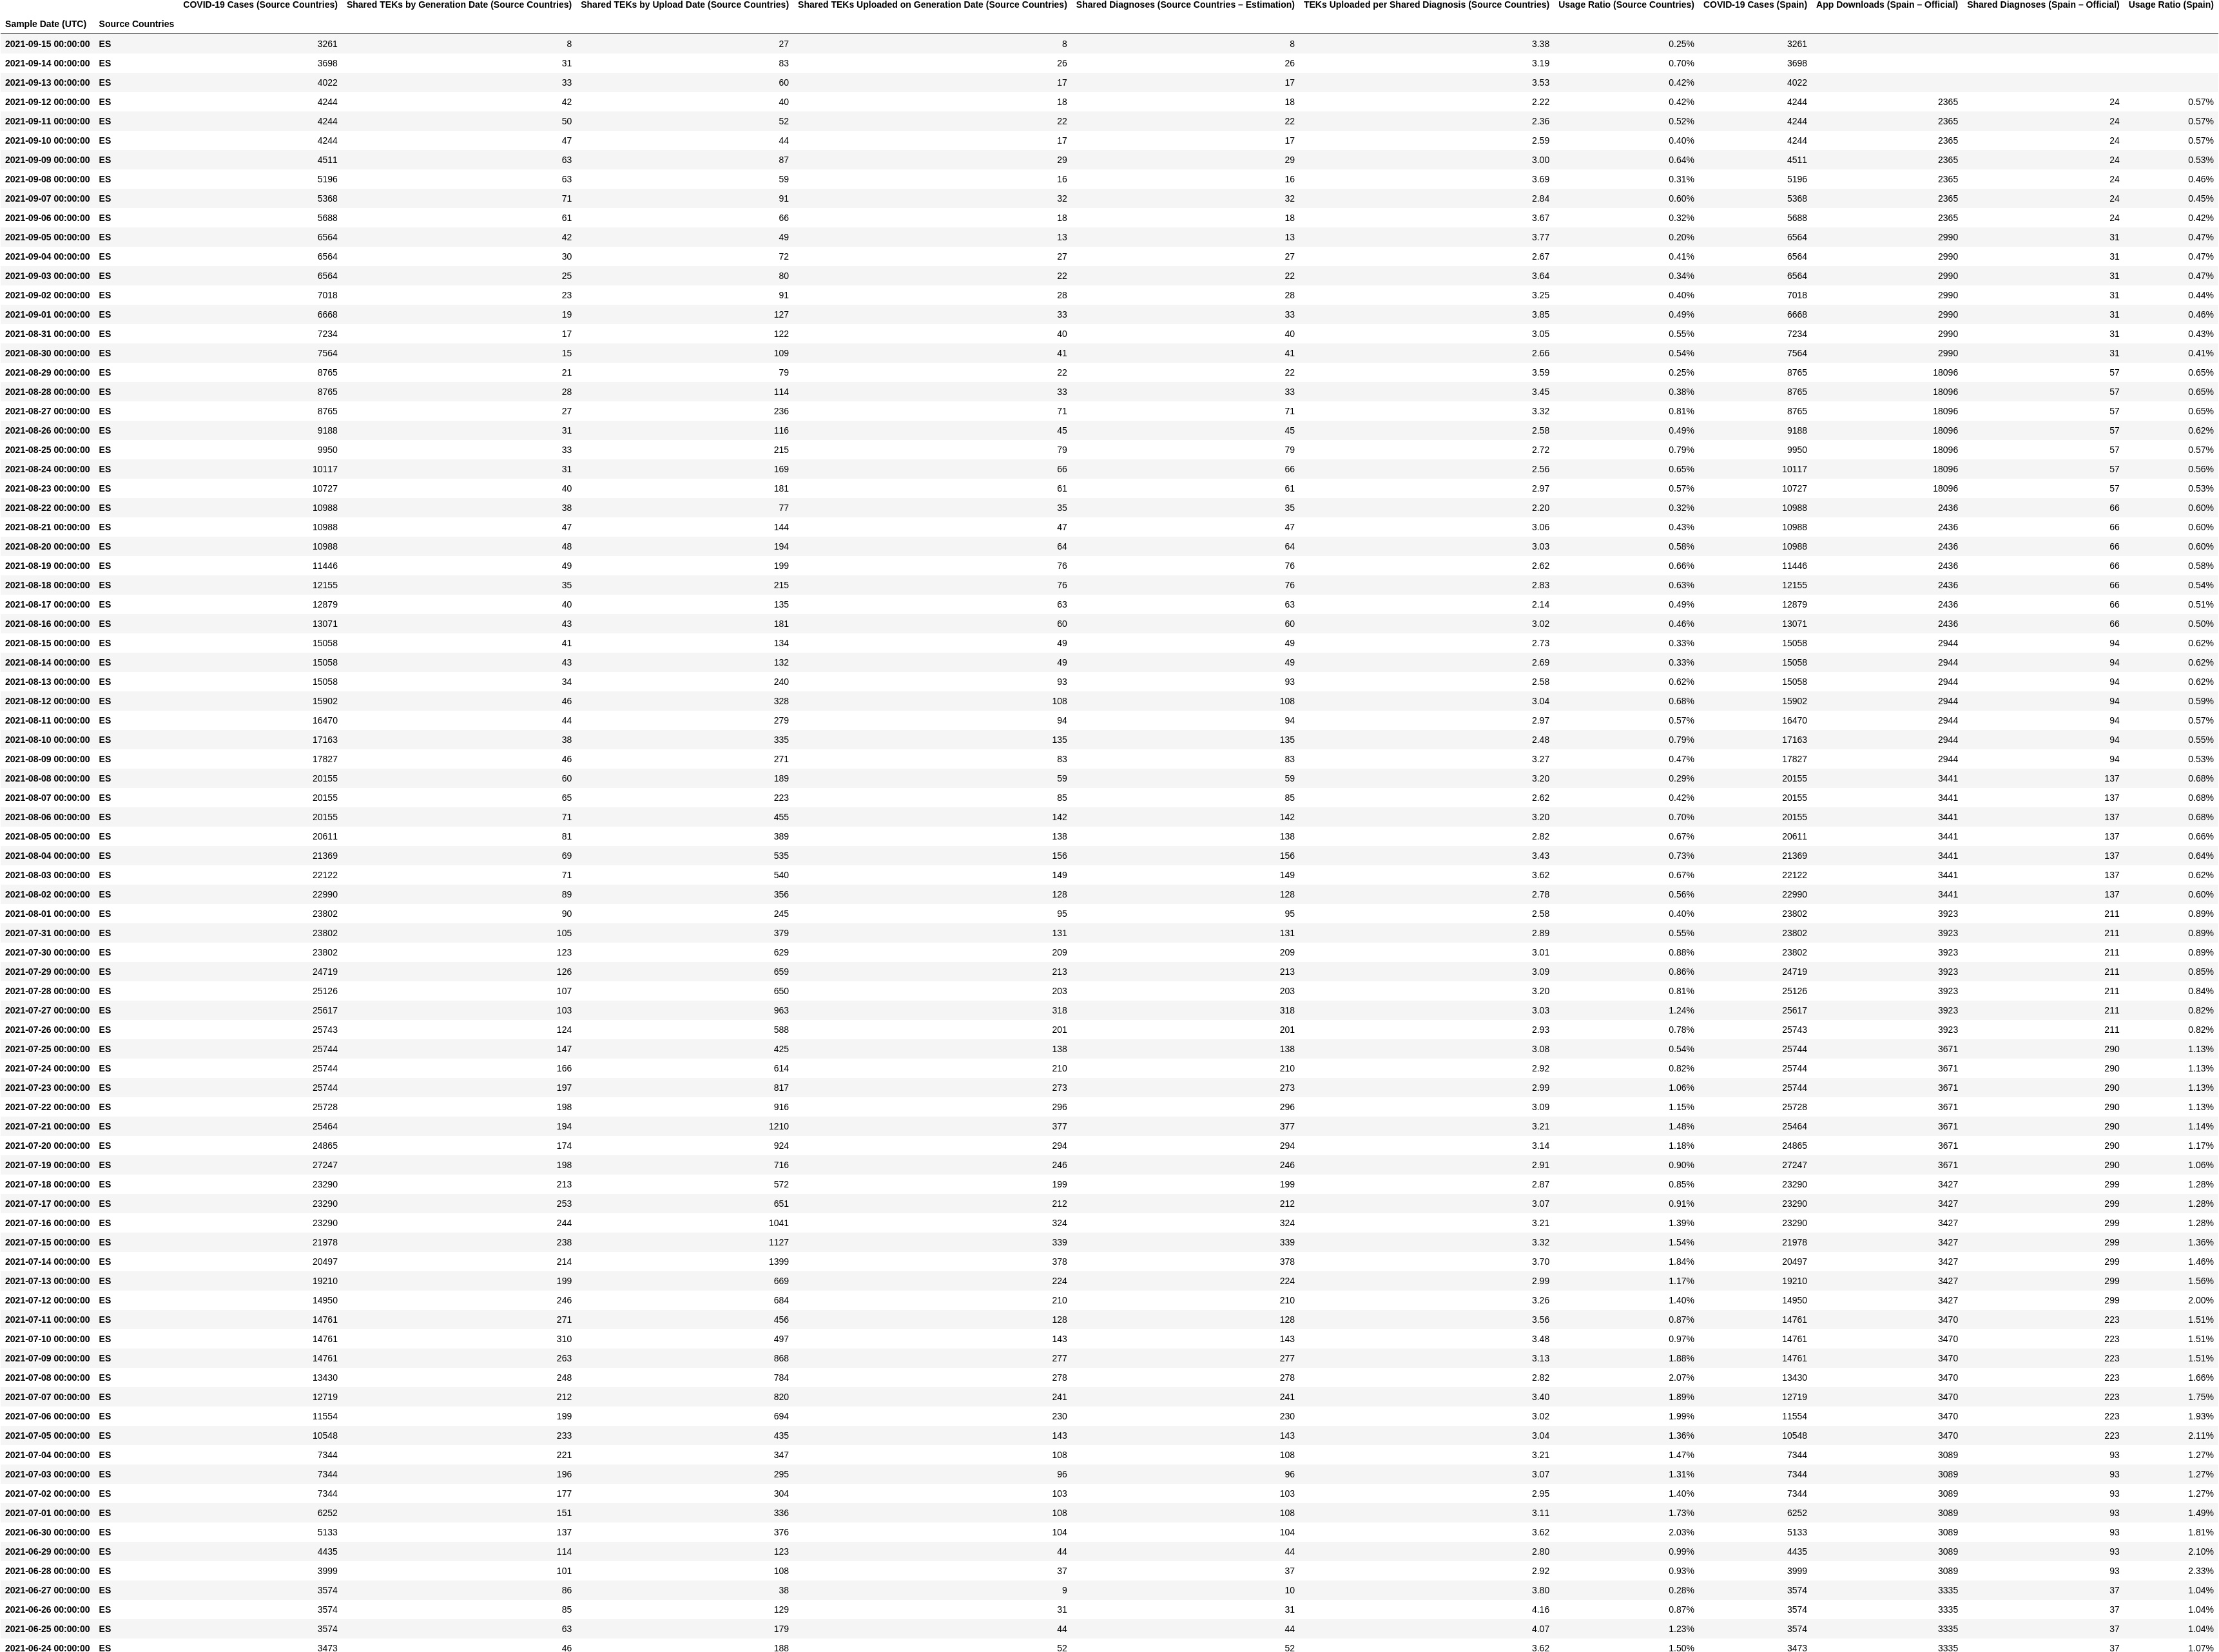 COVID-19 Cases (Source Countries) Shared TEKs by Generation Date (Source Countries) Shared TEKs by Upload Date (Source Countries) Shared TEKs Uploaded on Generation Date (Source Countries) Shared Diagnoses (Source Countries – Estimation) TEKs Uploaded per Shared Diagnosis (Source Countries) Usage Ratio (Source Countries) COVID-19 Cases (Spain) App Downloads (Spain – Official) Shared Diagnoses (Spain – Official) Usage Ratio (Spain)
Sample Date (UTC) Source Countries
2021-09-15 00:00:00 ES 3261 8 27 8 8 3.38 0.25% 3261
2021-09-14 00:00:00 ES 3698 31 83 26 26 3.19 0.70% 3698
2021-09-13 00:00:00 ES 4022 33 60 17 17 3.53 0.42% 4022
2021-09-12 00:00:00 ES 4244 42 40 18 18 2.22 0.42% 4244 2365 24 0.57%
2021-09-11 00:00:00 ES 4244 50 52 22 22 2.36 0.52% 4244 2365 24 0.57%
2021-09-10 00:00:00 ES 4244 47 44 17 17 2.59 0.40% 4244 2365 24 0.57%
2021-09-09 00:00:00 ES 4511 63 87 29 29 3.00 0.64% 4511 2365 24 0.53%
2021-09-08 00:00:00 ES 5196 63 59 16 16 3.69 0.31% 5196 2365 24 0.46%
2021-09-07 00:00:00 ES 5368 71 91 32 32 2.84 0.60% 5368 2365 24 0.45%
2021-09-06 00:00:00 ES 5688 61 66 18 18 3.67 0.32% 5688 2365 24 0.42%
2021-09-05 00:00:00 ES 6564 42 49 13 13 3.77 0.20% 6564 2990 31 0.47%
2021-09-04 00:00:00 ES 6564 30 72 27 27 2.67 0.41% 6564 2990 31 0.47%
2021-09-03 00:00:00 ES 6564 25 80 22 22 3.64 0.34% 6564 2990 31 0.47%
2021-09-02 00:00:00 ES 7018 23 91 28 28 3.25 0.40% 7018 2990 31 0.44%
2021-09-01 00:00:00 ES 6668 19 127 33 33 3.85 0.49% 6668 2990 31 0.46%
2021-08-31 00:00:00 ES 7234 17 122 40 40 3.05 0.55% 7234 2990 31 0.43%
2021-08-30 00:00:00 ES 7564 15 109 41 41 2.66 0.54% 7564 2990 31 0.41%
2021-08-29 00:00:00 ES 8765 21 79 22 22 3.59 0.25% 8765 18096 57 0.65%
2021-08-28 00:00:00 ES 8765 28 114 33 33 3.45 0.38% 8765 18096 57 0.65%
2021-08-27 00:00:00 ES 8765 27 236 71 71 3.32 0.81% 8765 18096 57 0.65%
2021-08-26 00:00:00 ES 9188 31 116 45 45 2.58 0.49% 9188 18096 57 0.62%
2021-08-25 00:00:00 ES 9950 33 215 79 79 2.72 0.79% 9950 18096 57 0.57%
2021-08-24 00:00:00 ES 10117 31 169 66 66 2.56 0.65% 10117 18096 57 0.56%
2021-08-23 00:00:00 ES 10727 40 181 61 61 2.97 0.57% 10727 18096 57 0.53%
2021-08-22 00:00:00 ES 10988 38 77 35 35 2.20 0.32% 10988 2436 66 0.60%
2021-08-21 00:00:00 ES 10988 47 144 47 47 3.06 0.43% 10988 2436 66 0.60%
2021-08-20 00:00:00 ES 10988 48 194 64 64 3.03 0.58% 10988 2436 66 0.60%
2021-08-19 00:00:00 ES 11446 49 199 76 76 2.62 0.66% 11446 2436 66 0.58%
2021-08-18 00:00:00 ES 12155 35 215 76 76 2.83 0.63% 12155 2436 66 0.54%
2021-08-17 00:00:00 ES 12879 40 135 63 63 2.14 0.49% 12879 2436 66 0.51%
2021-08-16 00:00:00 ES 13071 43 181 60 60 3.02 0.46% 13071 2436 66 0.50%
2021-08-15 00:00:00 ES 15058 41 134 49 49 2.73 0.33% 15058 2944 94 0.62%
2021-08-14 00:00:00 ES 15058 43 132 49 49 2.69 0.33% 15058 2944 94 0.62%
2021-08-13 00:00:00 ES 15058 34 240 93 93 2.58 0.62% 15058 2944 94 0.62%
2021-08-12 00:00:00 ES 15902 46 328 108 108 3.04 0.68% 15902 2944 94 0.59%
2021-08-11 00:00:00 ES 16470 44 279 94 94 2.97 0.57% 16470 2944 94 0.57%
2021-08-10 00:00:00 ES 17163 38 335 135 135 2.48 0.79% 17163 2944 94 0.55%
2021-08-09 00:00:00 ES 17827 46 271 83 83 3.27 0.47% 17827 2944 94 0.53%
2021-08-08 00:00:00 ES 20155 60 189 59 59 3.20 0.29% 20155 3441 137 0.68%
2021-08-07 00:00:00 ES 20155 65 223 85 85 2.62 0.42% 20155 3441 137 0.68%
2021-08-06 00:00:00 ES 20155 71 455 142 142 3.20 0.70% 20155 3441 137 0.68%
2021-08-05 00:00:00 ES 20611 81 389 138 138 2.82 0.67% 20611 3441 137 0.66%
2021-08-04 00:00:00 ES 21369 69 535 156 156 3.43 0.73% 21369 3441 137 0.64%
2021-08-03 00:00:00 ES 22122 71 540 149 149 3.62 0.67% 22122 3441 137 0.62%
2021-08-02 00:00:00 ES 22990 89 356 128 128 2.78 0.56% 22990 3441 137 0.60%
2021-08-01 00:00:00 ES 23802 90 245 95 95 2.58 0.40% 23802 3923 211 0.89%
2021-07-31 00:00:00 ES 23802 105 379 131 131 2.89 0.55% 23802 3923 211 0.89%
2021-07-30 00:00:00 ES 23802 123 629 209 209 3.01 0.88% 23802 3923 211 0.89%
2021-07-29 00:00:00 ES 24719 126 659 213 213 3.09 0.86% 24719 3923 211 0.85%
2021-07-28 00:00:00 ES 25126 107 650 203 203 3.20 0.81% 25126 3923 211 0.84%
2021-07-27 00:00:00 ES 25617 103 963 318 318 3.03 1.24% 25617 3923 211 0.82%
2021-07-26 00:00:00 ES 25743 124 588 201 201 2.93 0.78% 25743 3923 211 0.82%
2021-07-25 00:00:00 ES 25744 147 425 138 138 3.08 0.54% 25744 3671 290 1.13%
2021-07-24 00:00:00 ES 25744 166 614 210 210 2.92 0.82% 25744 3671 290 1.13%
2021-07-23 00:00:00 ES 25744 197 817 273 273 2.99 1.06% 25744 3671 290 1.13%
2021-07-22 00:00:00 ES 25728 198 916 296 296 3.09 1.15% 25728 3671 290 1.13%
2021-07-21 00:00:00 ES 25464 194 1210 377 377 3.21 1.48% 25464 3671 290 1.14%
2021-07-20 00:00:00 ES 24865 174 924 294 294 3.14 1.18% 24865 3671 290 1.17%
2021-07-19 00:00:00 ES 27247 198 716 246 246 2.91 0.90% 27247 3671 290 1.06%
2021-07-18 00:00:00 ES 23290 213 572 199 199 2.87 0.85% 23290 3427 299 1.28%
2021-07-17 00:00:00 ES 23290 253 651 212 212 3.07 0.91% 23290 3427 299 1.28%
2021-07-16 00:00:00 ES 23290 244 1041 324 324 3.21 1.39% 23290 3427 299 1.28%
2021-07-15 00:00:00 ES 21978 238 1127 339 339 3.32 1.54% 21978 3427 299 1.36%
2021-07-14 00:00:00 ES 20497 214 1399 378 378 3.70 1.84% 20497 3427 299 1.46%
2021-07-13 00:00:00 ES 19210 199 669 224 224 2.99 1.17% 19210 3427 299 1.56%
2021-07-12 00:00:00 ES 14950 246 684 210 210 3.26 1.40% 14950 3427 299 2.00%
2021-07-11 00:00:00 ES 14761 271 456 128 128 3.56 0.87% 14761 3470 223 1.51%
2021-07-10 00:00:00 ES 14761 310 497 143 143 3.48 0.97% 14761 3470 223 1.51%
2021-07-09 00:00:00 ES 14761 263 868 277 277 3.13 1.88% 14761 3470 223 1.51%
2021-07-08 00:00:00 ES 13430 248 784 278 278 2.82 2.07% 13430 3470 223 1.66%
2021-07-07 00:00:00 ES 12719 212 820 241 241 3.40 1.89% 12719 3470 223 1.75%
2021-07-06 00:00:00 ES 11554 199 694 230 230 3.02 1.99% 11554 3470 223 1.93%
2021-07-05 00:00:00 ES 10548 233 435 143 143 3.04 1.36% 10548 3470 223 2.11%
2021-07-04 00:00:00 ES 7344 221 347 108 108 3.21 1.47% 7344 3089 93 1.27%
2021-07-03 00:00:00 ES 7344 196 295 96 96 3.07 1.31% 7344 3089 93 1.27%
2021-07-02 00:00:00 ES 7344 177 304 103 103 2.95 1.40% 7344 3089 93 1.27%
2021-07-01 00:00:00 ES 6252 151 336 108 108 3.11 1.73% 6252 3089 93 1.49%
2021-06-30 00:00:00 ES 5133 137 376 104 104 3.62 2.03% 5133 3089 93 1.81%
2021-06-29 00:00:00 ES 4435 114 123 44 44 2.80 0.99% 4435 3089 93 2.10%
2021-06-28 00:00:00 ES 3999 101 108 37 37 2.92 0.93% 3999 3089 93 2.33%
2021-06-27 00:00:00 ES 3574 86 38 9 10 3.80 0.28% 3574 3335 37 1.04%
2021-06-26 00:00:00 ES 3574 85 129 31 31 4.16 0.87% 3574 3335 37 1.04%
2021-06-25 00:00:00 ES 3574 63 179 44 44 4.07 1.23% 3574 3335 37 1.04%
2021-06-24 00:00:00 ES 3473 46 188 52 52 3.62 1.50% 3473 3335 37 1.07%